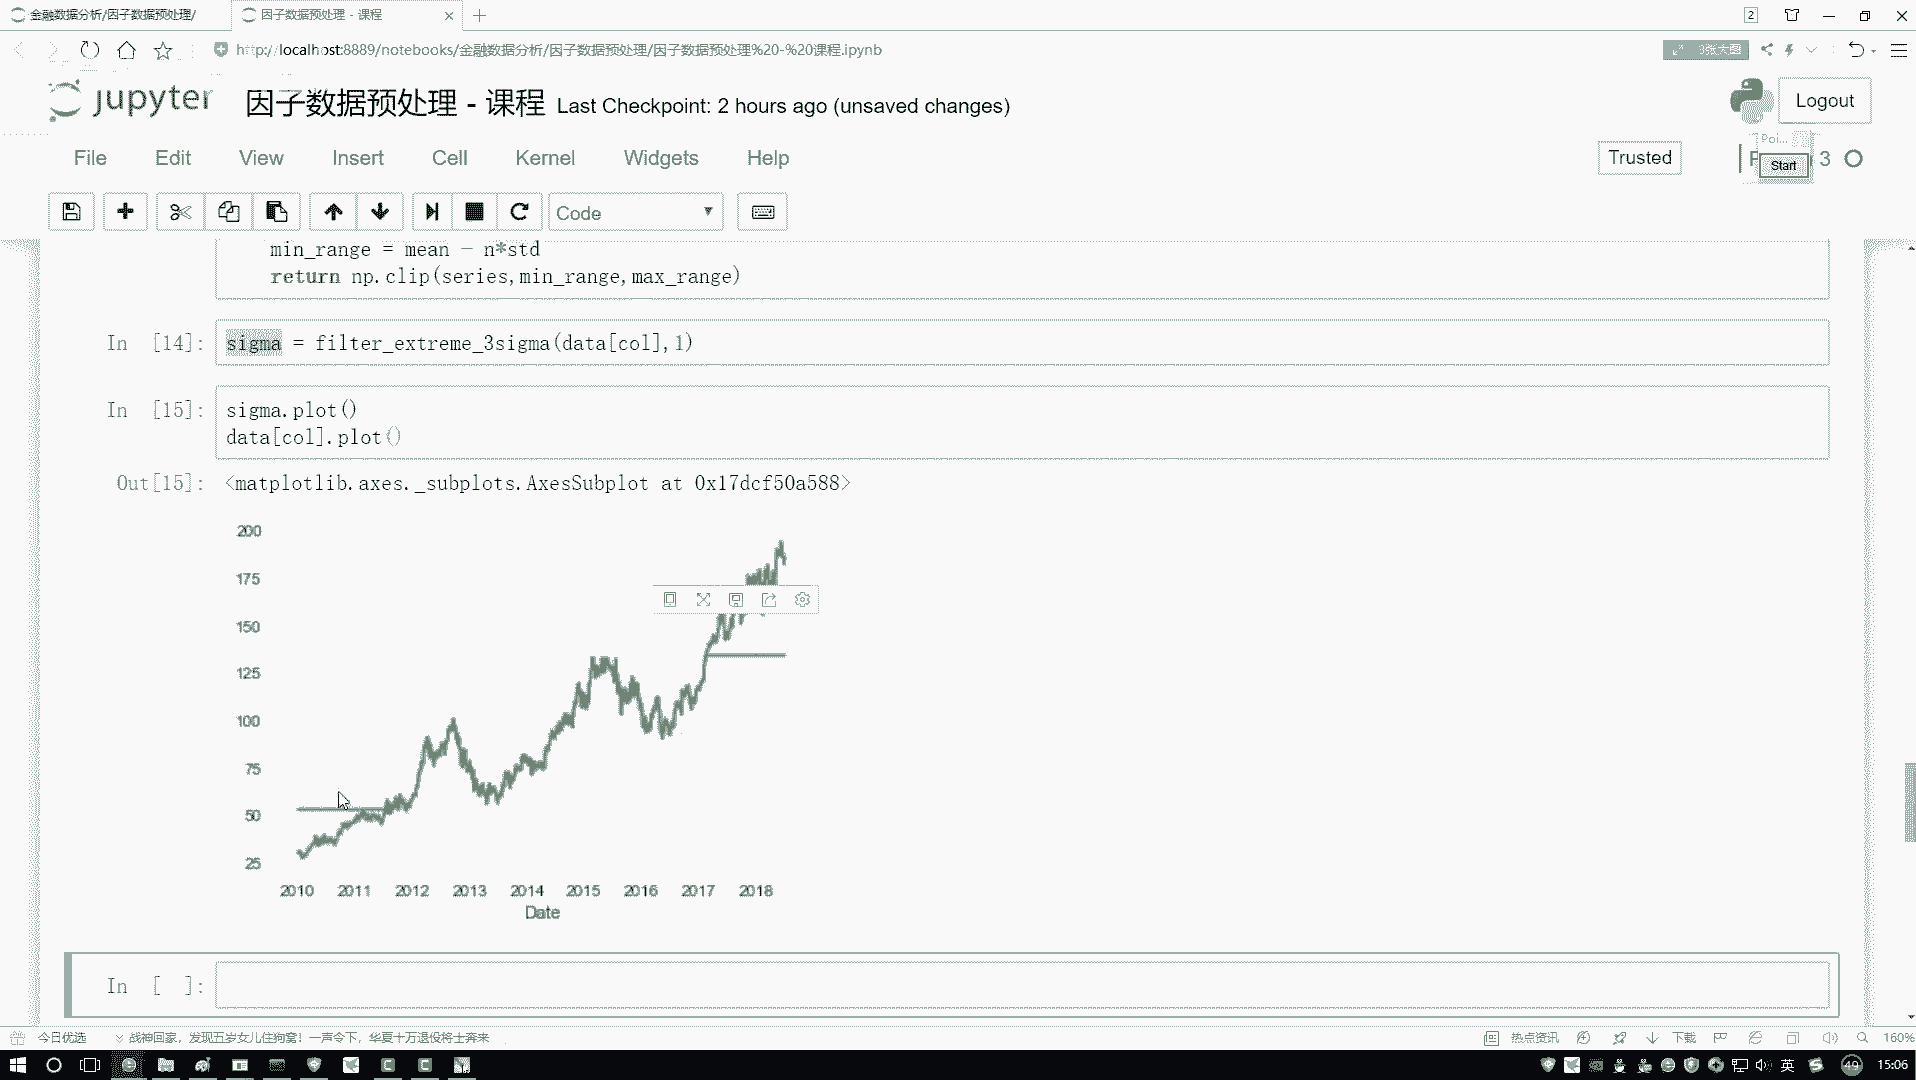 金融数据分析/因子数据预处理/
因子数据预处理 - 课程
2
http://localhost:8889/notebooks/金融数据分析/因子数据预处理/因子数据预处理%20-%20课程.ipynb
3张大图
jupyter
因子数据预处理 - 课程 Last Checkpoint: 2 hours ago (unsaved changes)
Logout
File Edit View Insert Cell Kernel Widgets Help
Trusted
Poi...
Start
3
Code
min_range = mean - n*std
return np.clip(series,min_range,max_range)
In [14]: sigma = filter_extreme_3sigma(data[col],1)
In [15]: sigma.plot()
data[col].plot()
Out[15]: <matplotlib.axes._subplots.AxesSubplot at 0x17dcf50a588>
200
175
150
125
100
75
50
25
2010 2011 2012 2013 2014 2015 2016 2017 2018
Date
In [ ]:
今日优选
战神回家，发现五岁女儿住狗窝！一声令下，华夏十万退役将士奔来
热点资讯
下载
160%
英
49
15:06